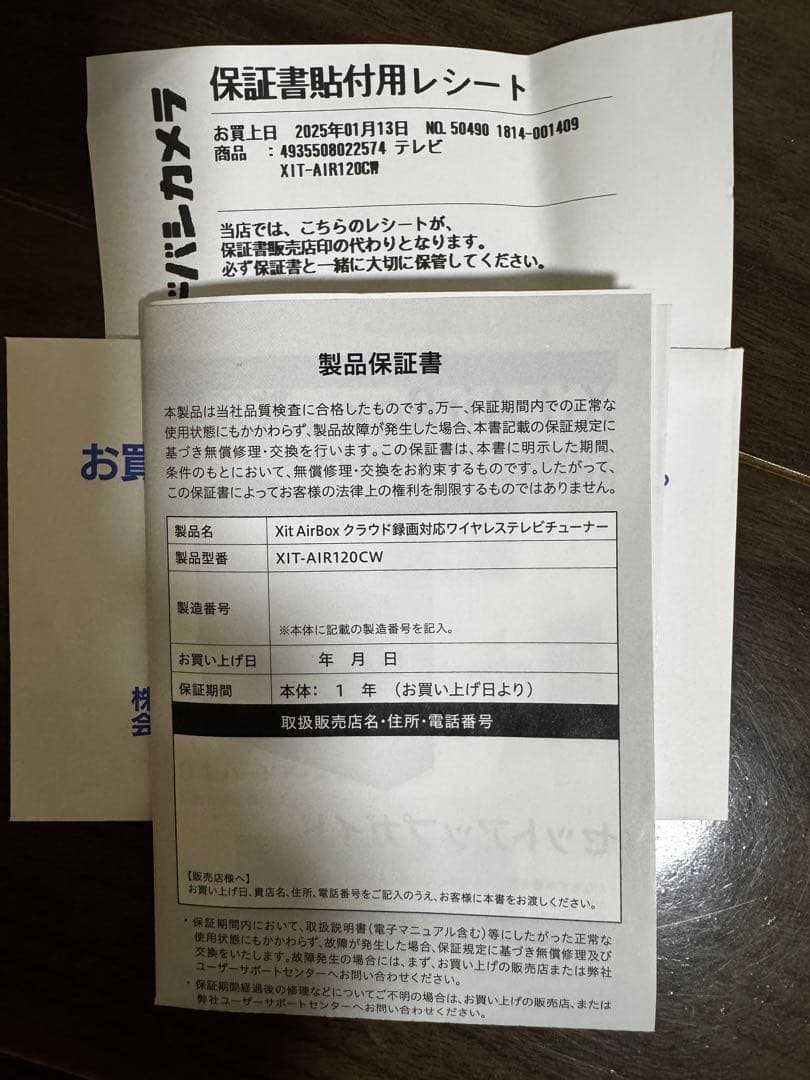 バシカメラ
保証書貼付用レシート
お買上日 2025年01月13日 NO.50490 1814-001409
商品 : 4935508022574 テレビ
XIT-AIR120CW
当店では、こちらのレシートが、
保証書販売店印の代わりとなります。
必ず保証書と一緒に大切に保管してください。
お買
株
会
製品保証書
本製品は当社品質検査に合格したものです。万一、保証期間内での正常な
使用状態にもかかわらず、製品故障が発生した場合、本書記載の保証規定に
基づき無償修理・交換を行います。この保証書は、本書に明示した期間、
条件のもとにおいて、無償修理・交換をお約束するものです。したがって、
この保証書によってお客様の法律上の権利を制限するものではありません。
製品名 Xit AirBox クラウド録画対応ワイヤレステレビチューナー
製品型番 XIT-AIR120CW
製造番号
※本体に記載の製造番号を記入。
お買い上げ日 年 月 日
保証期間 本体: 1 年 (お買い上げ日より)
取扱販売店名・住所・電話番号
セットアップガイド
【販売店様へ】
お買い上げ日、貴店名、住所、電話番号をご記入のうえ、お客様に本書をお渡しください。
・保証期間内において、取扱説明書(電子マニュアル含む)等にしたがった正常な
使用状態にもかかわらず、故障が発生した場合、保証規定に基づき無償修理及び
交換をいたします。故障発生の場合には、まず、お買い上げの販売店または弊社
ユーザーサポートセンターへお問い合わせください。
・保証期間経過後の修理などについてご不明の場合は、お買い上げの販売店、または
弊社ユーザーサポートセンターへお問い合わせください。